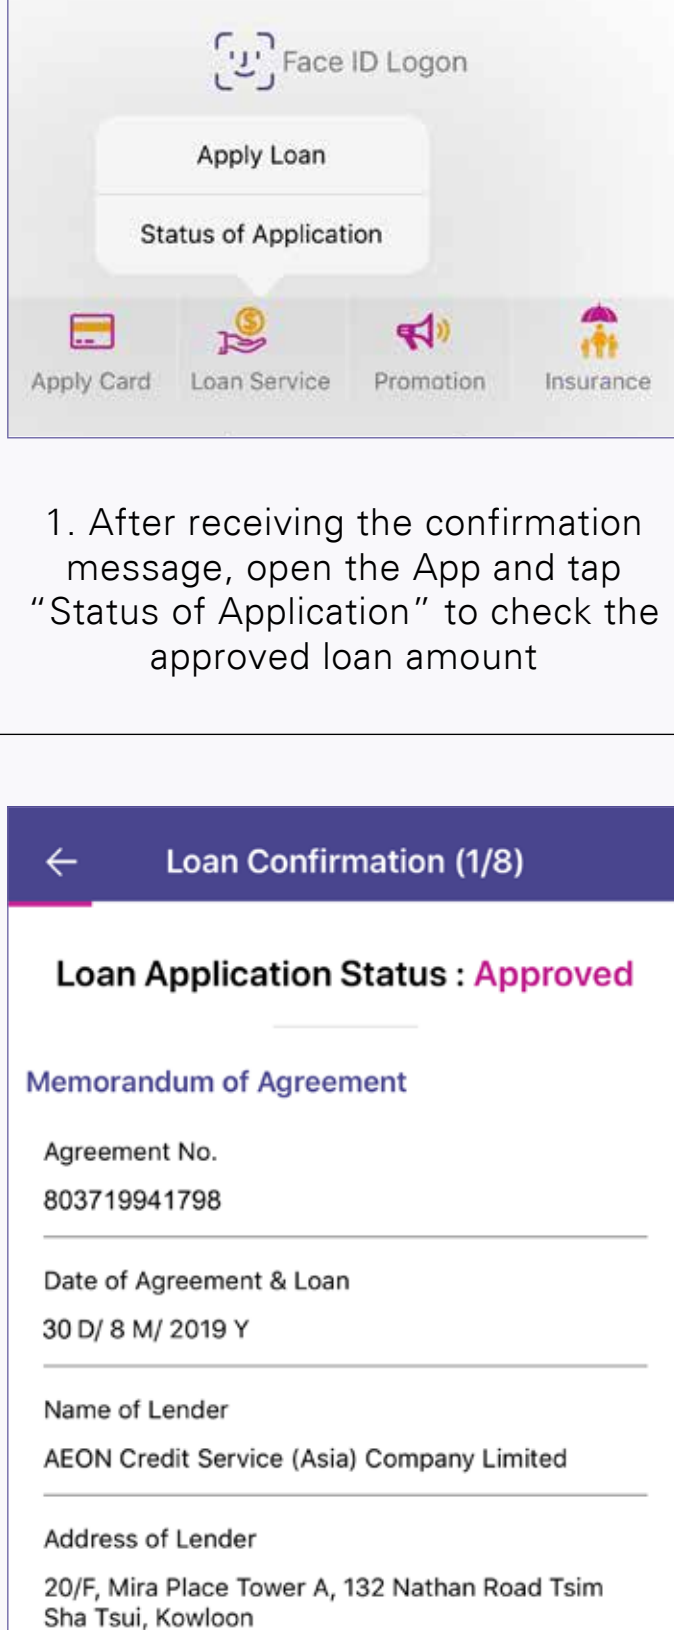 Face ID Logon
Apply Loan
Status of Application
Apply Card
Loan Service
Promotion
Insurance
1. After receiving the confirmation
message, open the App and tap
“Status of Application” to check the
approved loan amount
Loan Confirmation (1/8)
Loan Application Status : Approved
Memorandum of Agreement
Agreement No.
803719941798
Date of Agreement & Loan
30 D/ 8 M/ 2019 Y
Name of Lender
AEON Credit Service (Asia) Company Limited
Address of Lender
20/F, Mira Place Tower A, 132 Nathan Road Tsim
Sha Tsui, Kowloon